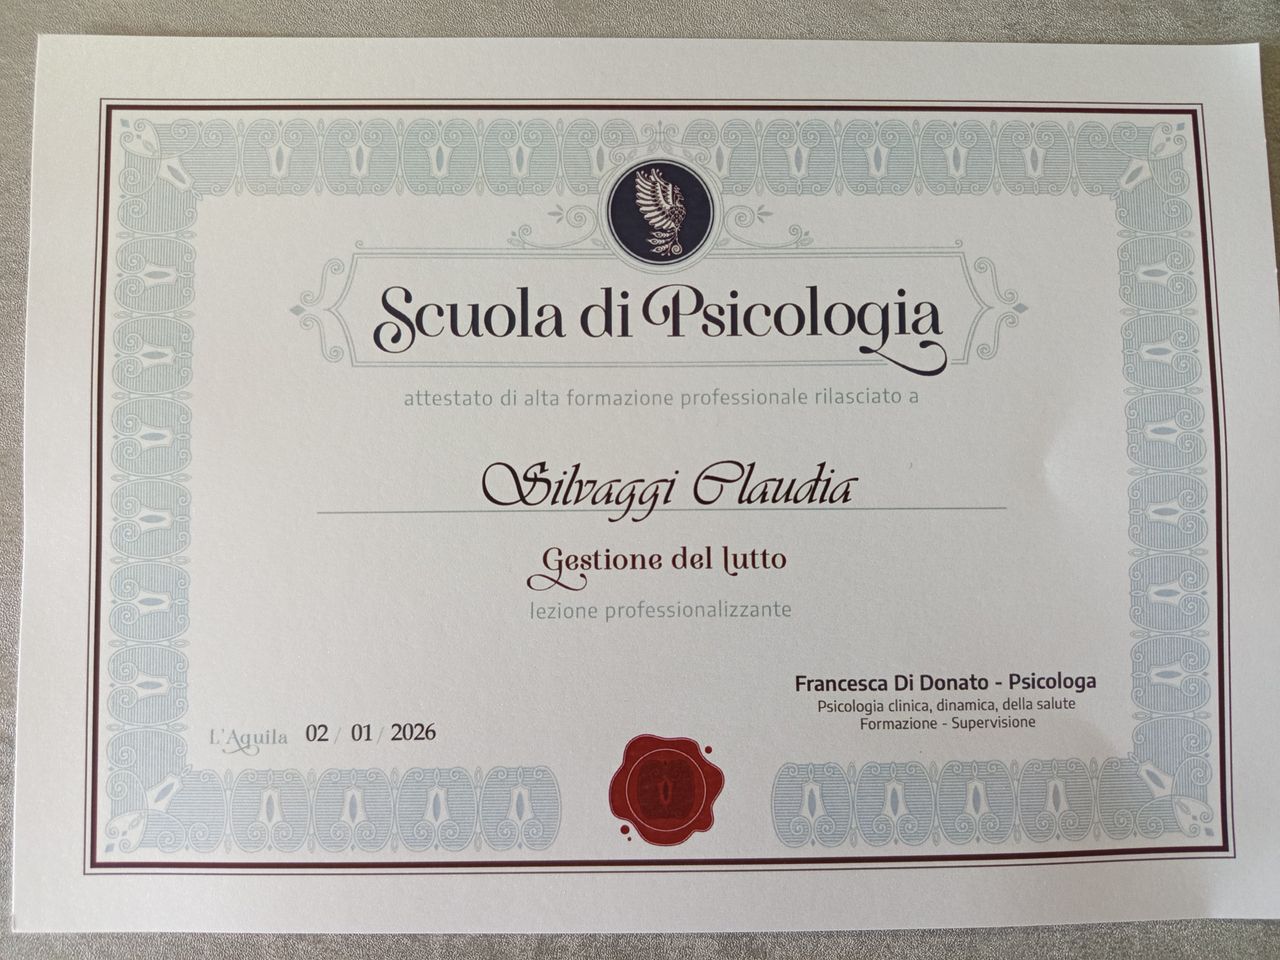 Scuola di Psicologia
attestato di alta formazione professionale rilasciato a
Silvaggi Claudia
Gestione del lutto
lezione professionalizzante
Francesca Di Donato - Psicologa
Psicologia clinica, dinamica, della salute
Formazione - Supervisione
L'Aquila 02 / 01 / 2026